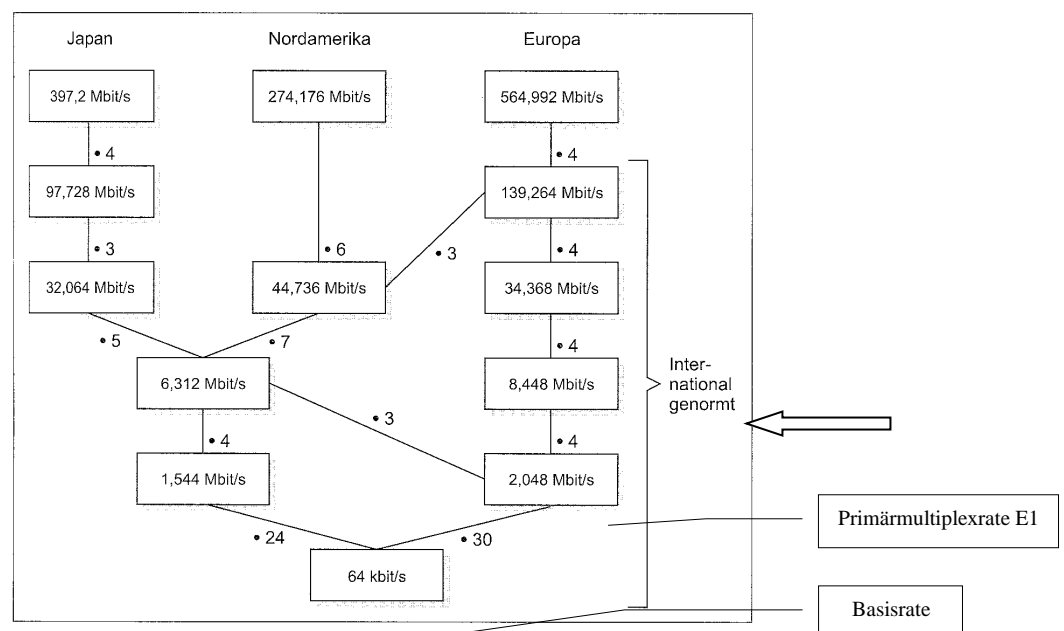 Japan
Nordamerika
Europa
397,2 Mbit/s
274,176 Mbit/s
564,992 Mbit/s
• 4
• 4
97,728 Mbit/s
139,264 Mbit/s
• 3
• 6
• 3
• 4
32,064 Mbit/s
44,736 Mbit/s
34,368 Mbit/s
• 5
• 7
• 4
6,312 Mbit/s
8,448 Mbit/s
Inter-
national
genormt
• 3
• 4
• 4
1,544 Mbit/s
2,048 Mbit/s
Primärmultiplexrate E1
• 24
• 30
64 kbit/s
Basisrate